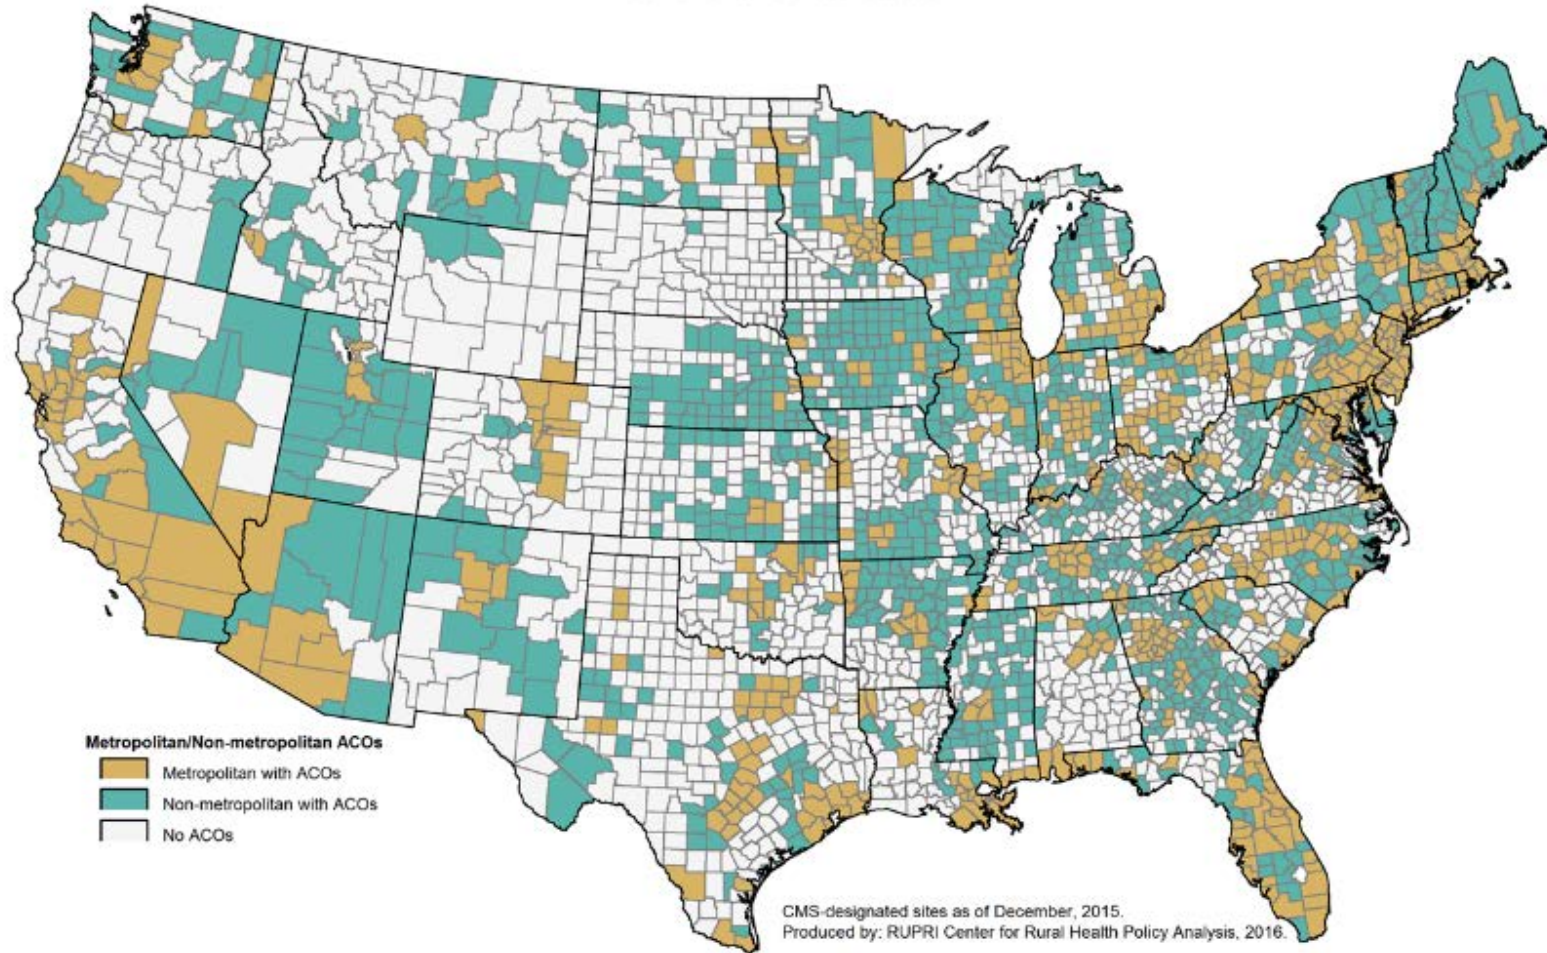 Metropolitan/Non-metropolitan ACOs
Metropolitan with ACOs
Non-metropolitan with ACOs
No ACOs
CMS-designated sites as of December, 2015.
Produced by: RUPRI Center for Rural Health Policy Analysis, 2016.